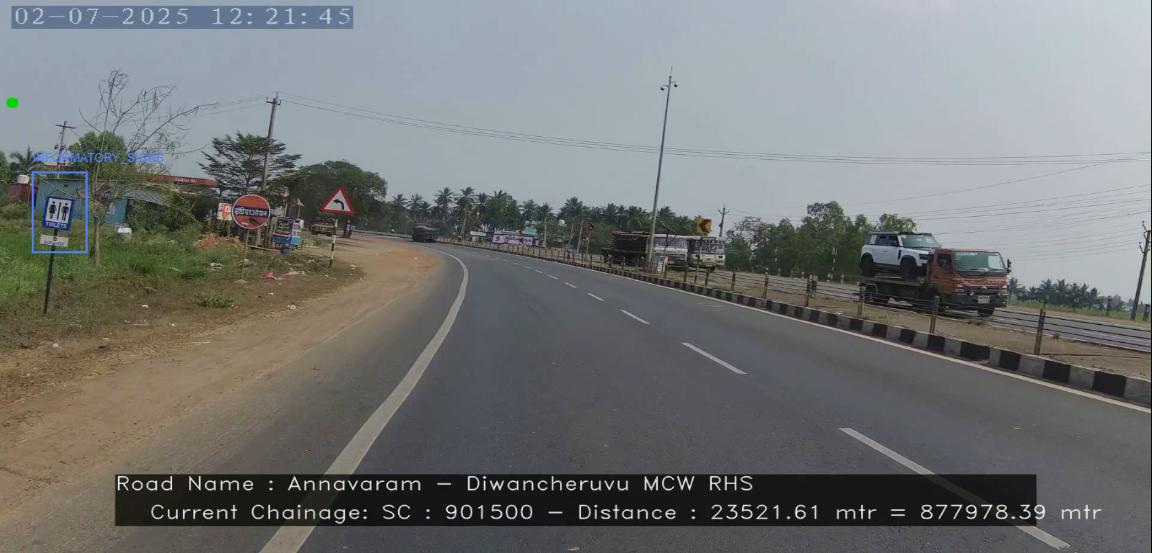 02-07-2025 12:21:45
INFORMATORY_SIGNS
TOILETS
Road Name : Annavaram - Diwancheruvu MCW RHS
Current Chainage: SC : 901500 - Distance : 23521.61 mtr = 877978.39 mtr